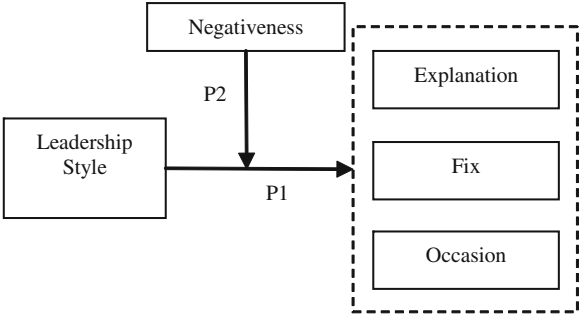 Negativeness
Explanation
P2
Leadership
Style
Fix
P1
Occasion